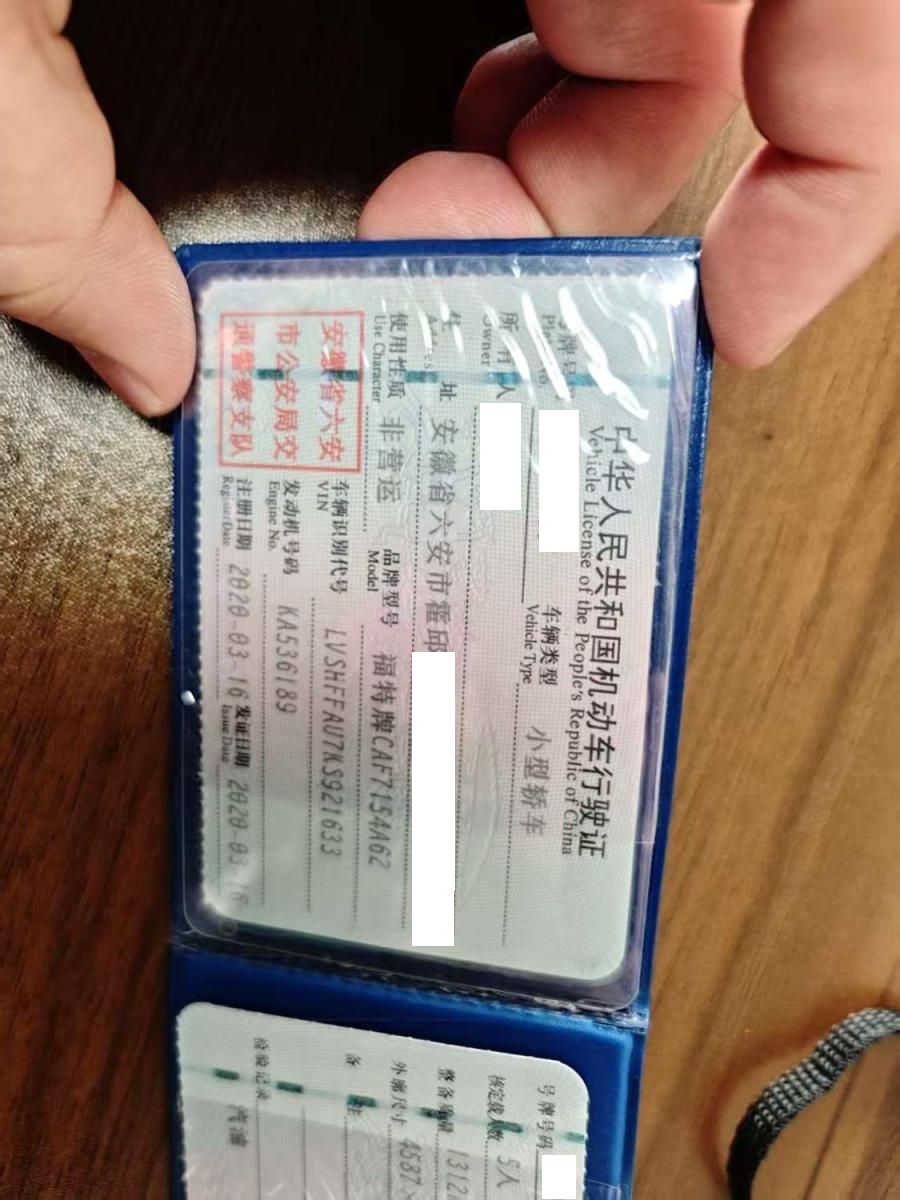 中华人民共和国机动车行驶证
Vehicle License of the People's Republic of China
车辆类型 小型轿车
Vehicle Type
所有人
Owner
住址 安徽省六安市霍邱
Address
使用性质 非营运 品牌型号 福特牌CAF7154A62
Use Character Model
安徽省六安
市公安局交
通警察支队
车辆识别代号 LVSHFFAU7KS921633
VIN
发动机号码 KA536189
Engine No.
注册日期 2020-03-16 发证日期 2020-03-16
Register Date Issue Date
号牌号码
核定载人数 5人
整备质量
外廓尺寸 4587
备 注
检验记录
汽油